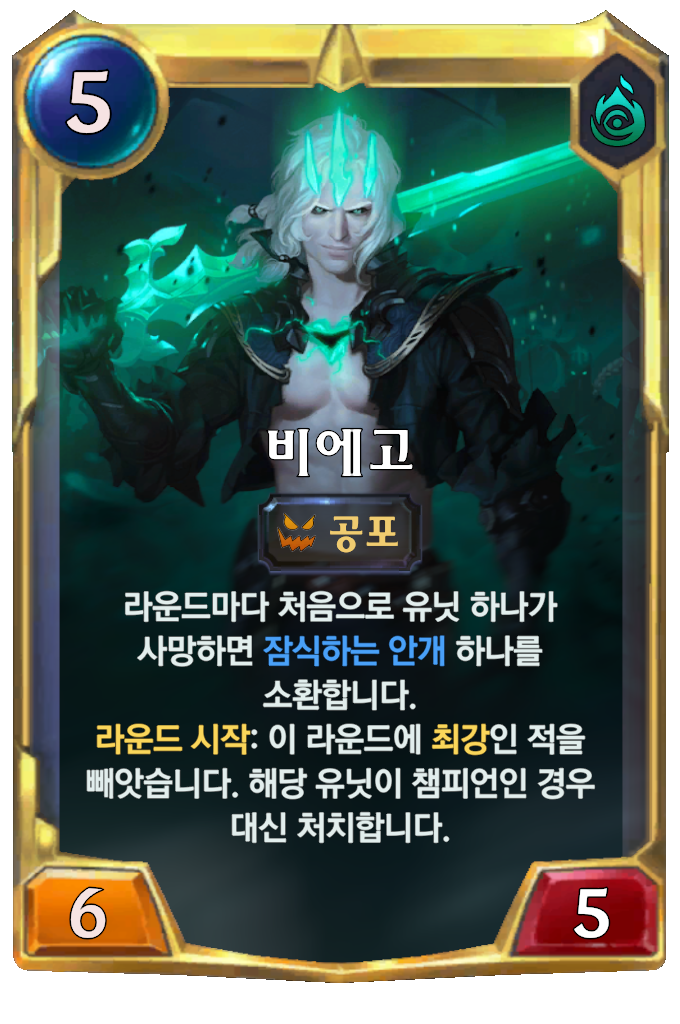 5
비에고
공포
라운드마다 처음으로 유닛 하나가
사망하면 잠식하는 안개 하나를
소환합니다.
라운드 시작: 이 라운드에 최강인 적을
빼앗습니다. 해당 유닛이 챔피언인 경우
대신 처치합니다.
6
5